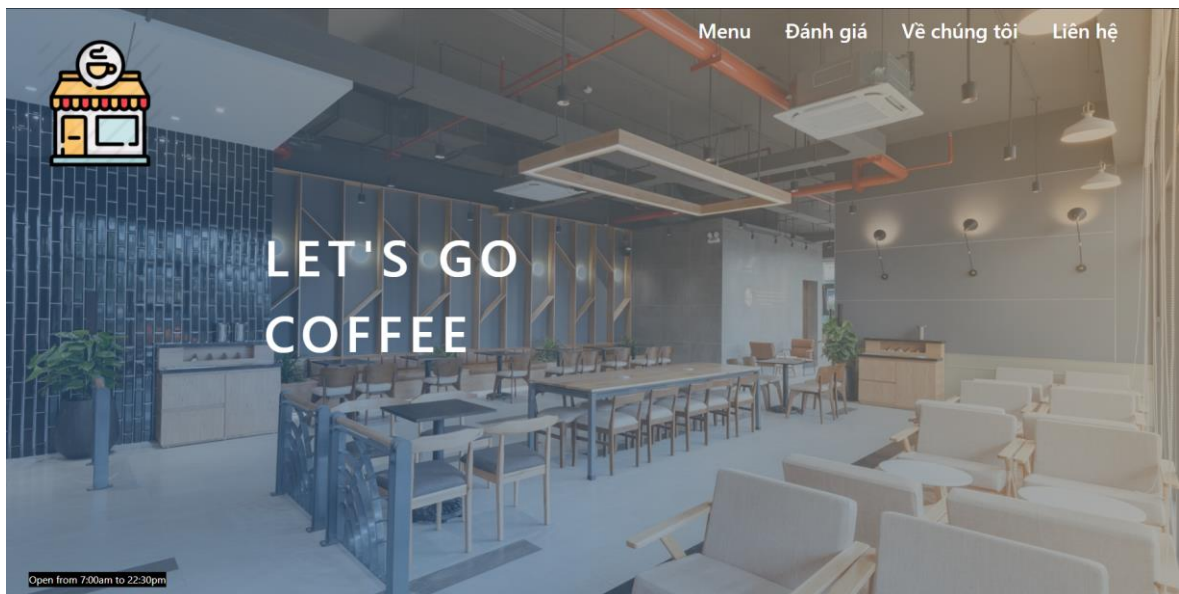 Menu Đánh giá Về chúng tôi Liên hệ
LET'S GO
COFFEE
Open from 7:00am to 22:30pm